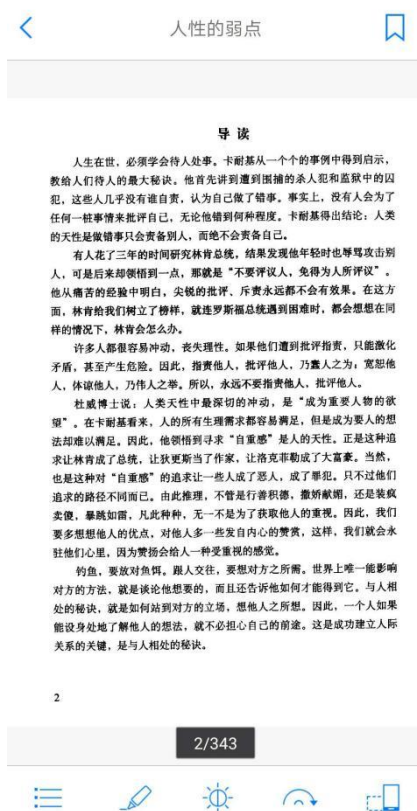 人性的弱点
导 读
人生在世，必须学会待人处事。卡耐基从一个个的事例中得到启示，
教给人们待人的最大秘诀。他首先讲到遭到围捕的杀人犯和监狱中的囚
犯，这些人几乎没有谁自责，认为自己做了错事。事实上，没有人会为了
任何一桩事情来批评自己，无论他错到何种程度。卡耐基得出结论：人类
的天性是做错事只会责备别人，而绝不会责备自己。
有人花了三年的时间研究林肯总统，结果发现他年轻时也辱骂攻击别
人，可是后来却领悟到一点，那就是“不要评议人，免得为人所评议”。
他从痛苦的经验中明白，尖锐的批评、斥责永远都不会有效果。在这方
面，林肯给我们树立了榜样，就连罗斯福总统遇到困难时，都会想想在同
样的情况下，林肯会怎么办。
许多人都很容易冲动，丧失理性。如果他们遭到批评指责，只能激化
矛盾，甚至产生危险。因此，指责他人，批评他人，乃蠢人之为；宽恕他
人，体谅他人，乃伟人之举。所以，永远不要指责他人，批评他人。
杜威博士说：人类天性中最深切的冲动，是“成为重要人物的欲
望”。在卡耐基看来，人的所有生理需求都容易满足，但是成为要人的想
法却难以满足。因此，他领悟到寻求“自重感”是人的天性。正是这种追
求让林肯成了总统，让狄更斯当了作家，让洛克菲勒成了大富豪。当然，
也是这种对“自重感”的追求让一些人成了恶人，成了罪犯。只不过他们
追求的路径不同而已。由此推理，不管是行善积德，撒娇献媚，还是装疯
卖傻，暴跳如雷，凡此种种，无一不是为了获取他人的重视。因此，我们
要多想想他人的优点，对他人多一些发自内心的赞赏，这样，我们就会永
驻他们心里，因为赞扬会给人一种受重视的感觉。
钓鱼，要放对鱼饵。跟人交往，要想对方之所需。世界上唯一能影响
对方的方法，就是谈论他想要的，而且还告诉他如何才能得到它。与人相
处的秘诀，就是如何站到对方的立场，想他人之所想。因此，一个人如果
能设身处地了解他人的想法，就不必担心自己的前途。这是成功建立人际
关系的关键，是与人相处的秘诀。
2
2/343